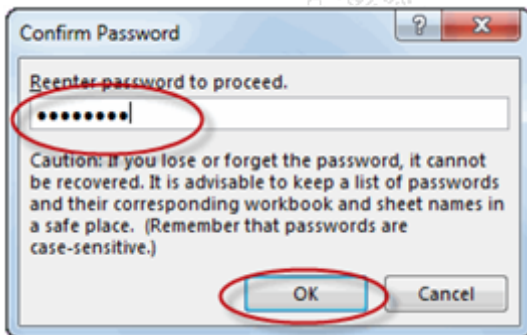 Confirm Password
?
Reenter password to proceed.
••••••••
Caution: If you lose or forget the password, it cannot
be recovered. It is advisable to keep a list of passwords
and their corresponding workbook and sheet names in
a safe place. (Remember that passwords are
case-sensitive.)
OK Cancel